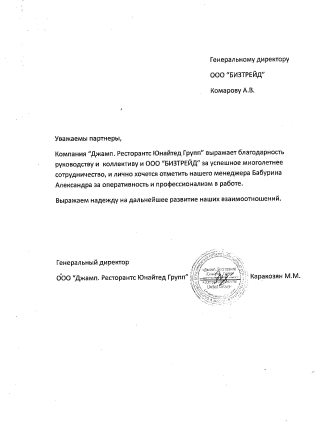 Генеральному директору
ООО "БИЗТРЕЙД"
Комарову А.В.
Уважаемы партнеры,
Компания "Джамп. Ресторантс Юнайтед Групп" выражает благодарность
руководству и коллективу и ООО "БИЗТРЕЙД" за успешное многолетнее
сотрудничество, и лично хочется отметить нашего менеджера Бабурина
Александра за оперативность и профессионализм в работе.
Выражаем надежду на дальнейшее развитие наших взаимоотношений.
Генеральный директор
ООО "Джамп. Ресторантс Юнайтед Групп"
Каракозян М.М.